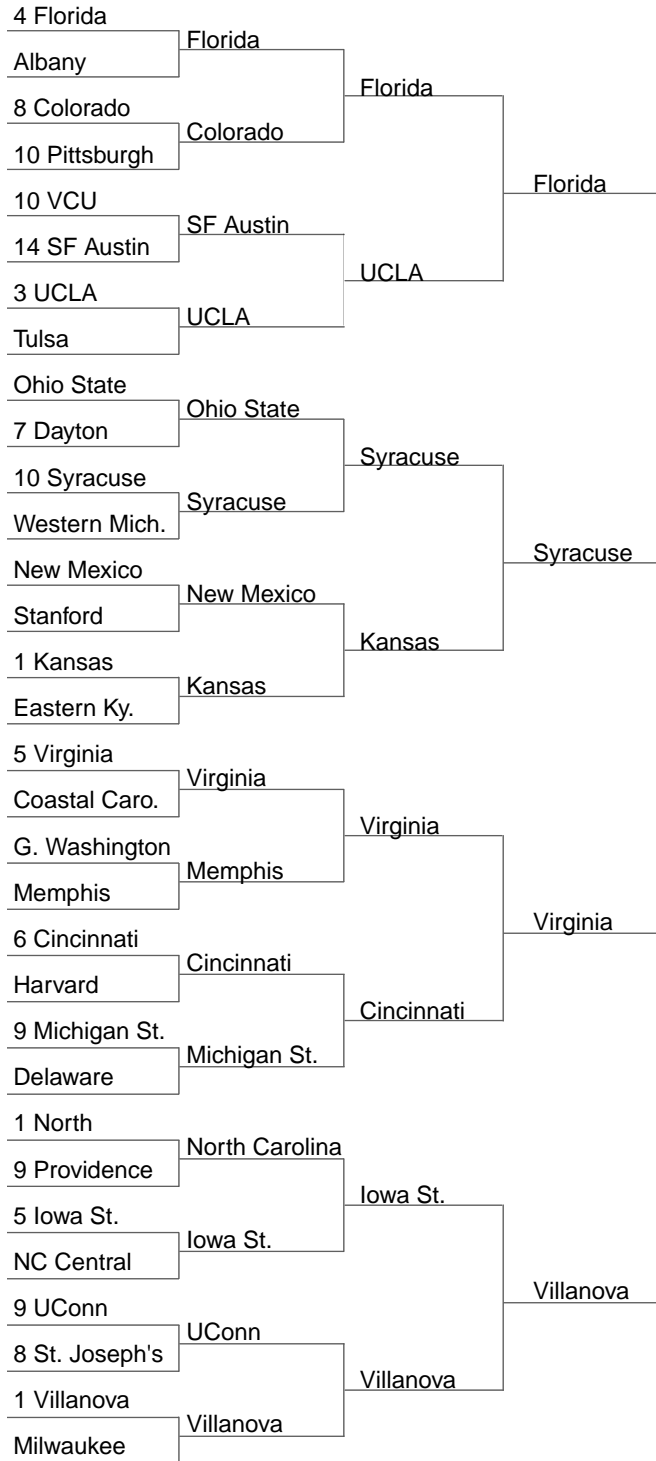 4 Florida
Albany
8 Colorado
10 Pittsburgh
10 VCU
14 SF Austin
3 UCLA
Tulsa
Ohio State
7 Dayton
10 Syracuse
Western Mich.
New Mexico
Stanford
1 Kansas
Eastern Ky.
5 Virginia
Coastal Caro.
G. Washington
Memphis
6 Cincinnati
Harvard
9 Michigan St.
Delaware
1 North
9 Providence
5 Iowa St.
NC Central
9 UConn
8 St. Joseph's
1 Villanova
Milwaukee
Florida
Colorado
SF Austin
UCLA
Ohio State
Syracuse
New Mexico
Kansas
Virginia
Memphis
Cincinnati
Michigan St.
North Carolina
Iowa St.
UConn
Villanova
Florida
UCLA
Syracuse
Kansas
Virginia
Cincinnati
Iowa St.
Villanova
Florida
Syracuse
Virginia
Villanova